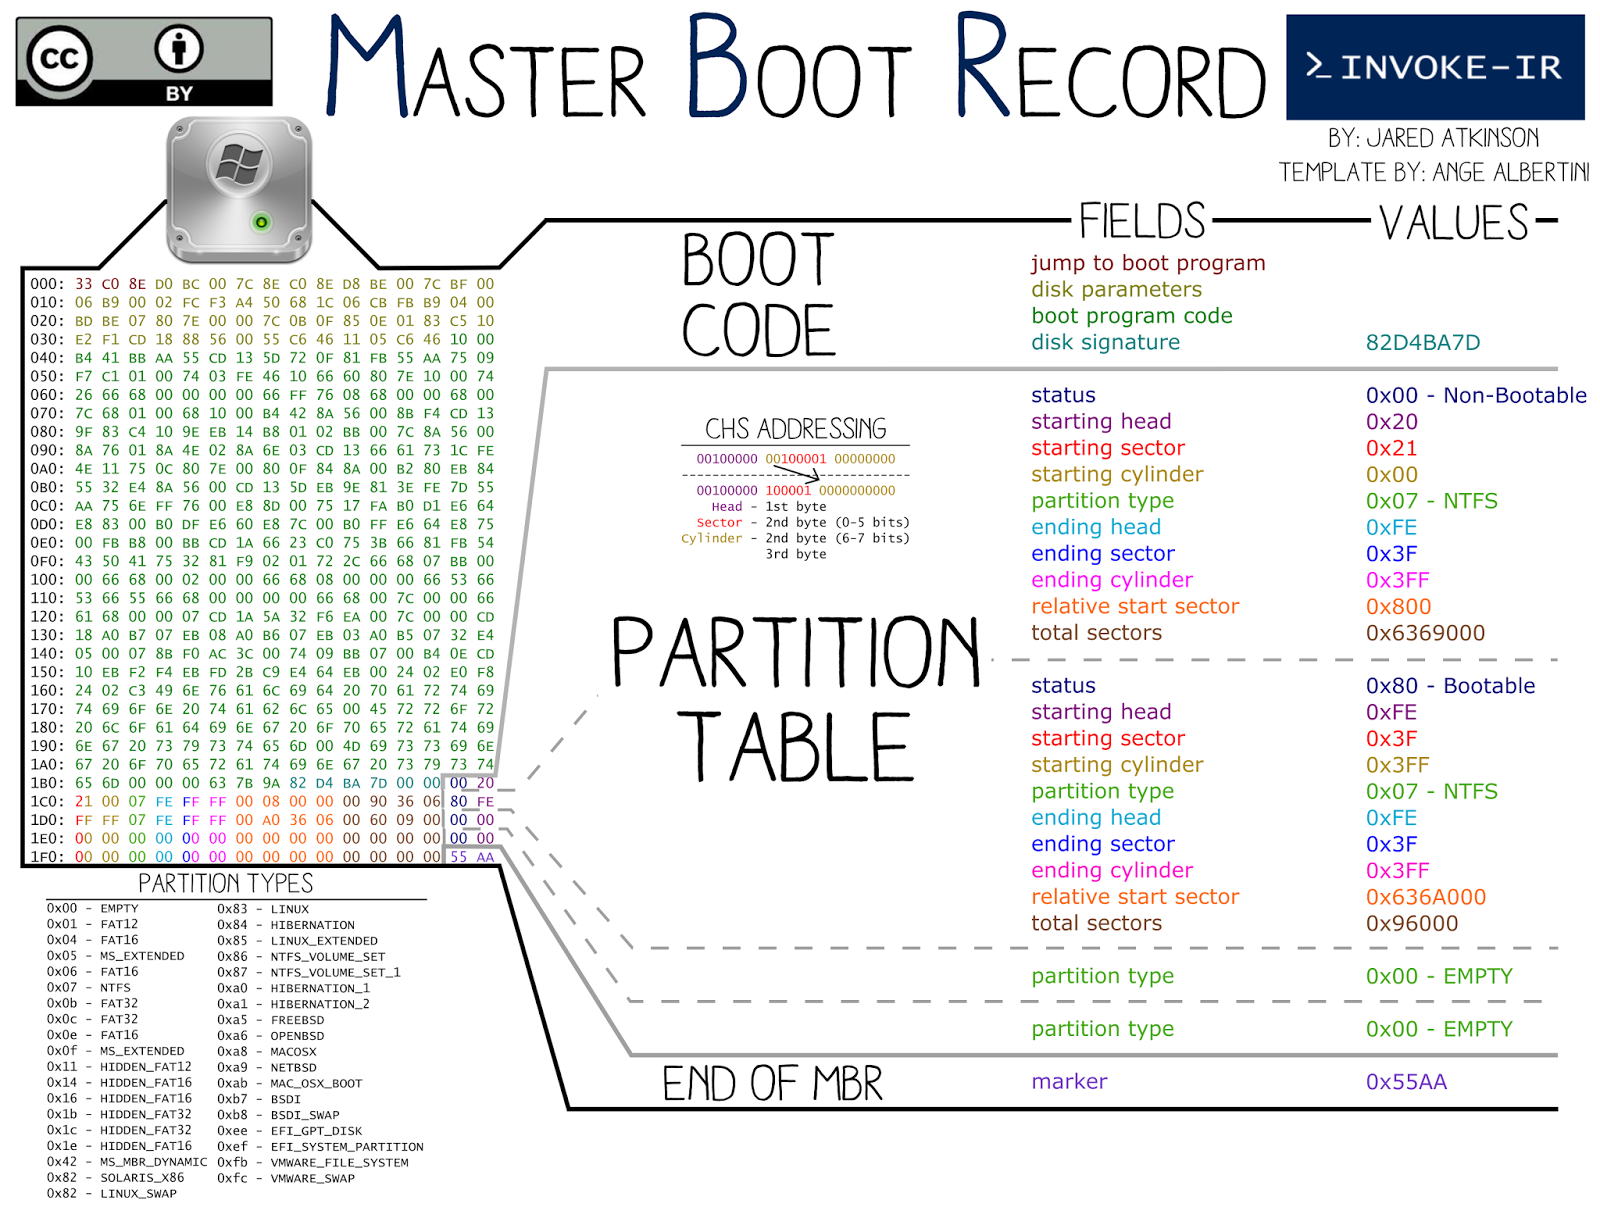 cc
BY
MASTER BOOT RECORD
>_ INVOKE-IR
BY: JARED ATKINSON
TEMPLATE BY: ANGE ALBERTINI
FIELDS
VALUES
000: 33 C0 8E D0 BC 00 7C 8E C0 8E D8 BE 00 7C BF 00
010: 06 B9 00 02 FC F3 A4 50 68 1C 06 CB FB B9 04 00
020: BD BE 07 80 7E 00 00 7C 0B 0F 85 0E 01 83 C5 10
030: E2 F1 CD 18 88 56 00 55 C6 46 11 05 C6 46 10 00
040: B4 41 BB AA 55 CD 13 5D 72 0F 81 FB 55 AA 75 09
050: F7 C1 01 00 74 03 FE 46 10 66 60 80 7E 10 00 74
060: 26 66 68 00 00 00 00 66 FF 76 08 68 00 00 68 00
070: 7C 68 01 00 68 10 00 B4 42 8A 56 00 8B F4 CD 13
080: 9F 83 C4 10 9E EB 14 B8 01 02 BB 00 7C 8A 56 00
090: 8A 76 01 8A 4E 02 8A 6E 03 CD 13 66 61 73 1C FE
0A0: 4E 11 75 0C 80 7E 00 80 0F 84 8A 00 B2 80 EB 84
0B0: 55 32 E4 8A 56 00 CD 13 5D EB 9E 81 3E FE 7D 55
0C0: AA 75 6E FF 76 00 E8 8D 00 75 17 FA B0 D1 E6 64
0D0: E8 83 00 B0 DF E6 60 E8 7C 00 B0 FF E6 64 E8 75
0E0: 00 FB B8 00 BB CD 1A 66 23 C0 75 3B 66 81 FB 54
0F0: 43 50 41 75 32 81 F9 02 01 72 2C 66 68 07 BB 00
100: 00 66 68 00 02 00 00 66 68 08 00 00 00 66 53 66
110: 53 66 55 66 68 00 00 00 00 66 68 00 7C 00 00 66
120: 61 68 00 00 07 CD 1A 5A 32 F6 EA 00 7C 00 00 CD
130: 18 A0 B7 07 EB 08 A0 B6 07 EB 03 A0 B5 07 32 E4
140: 05 00 07 8B F0 AC 3C 00 74 09 BB 07 00 B4 0E CD
150: 10 EB F2 F4 EB FD 2B C9 E4 64 EB 00 24 02 E0 F8
160: 24 02 C3 49 6E 76 61 6C 69 64 20 70 61 72 74 69
170: 74 69 6F 6E 20 74 61 62 6C 65 00 45 72 72 6F 72
180: 20 6C 6F 61 64 69 6E 67 20 6F 70 65 72 61 74 69
190: 6E 67 20 73 79 73 74 65 6D 00 4D 69 73 73 69 6E
1A0: 67 20 6F 70 65 72 61 74 69 6E 67 20 73 79 73 74
1B0: 65 6D 00 00 00 63 7B 9A 82 D4 BA 7D 00 00 00 20
1C0: 21 00 07 FE FF FF 00 08 00 00 00 90 36 06 80 FE
1D0: FF FF 07 FE FF FF 00 A0 36 06 00 60 09 00 00 00
1E0: 00 00 00 00 00 00 00 00 00 00 00 00 00 00 00 00
1F0: 00 00 00 00 00 00 00 00 00 00 00 00 00 00 55 AA
BOOT
CODE
jump to boot program
disk parameters
boot program code
disk signature 82D4BA7D
CHS ADDRESSING
00100000 00100001 00000000
00100000 100001 0000000000
Head - 1st byte
Sector - 2nd byte (0-5 bits)
Cylinder - 2nd byte (6-7 bits)
3rd byte
PARTITION
TABLE
status 0x00 - Non-Bootable
starting head 0x20
starting sector 0x21
starting cylinder 0x00
partition type 0x07 - NTFS
ending head 0xFE
ending sector 0x3F
ending cylinder 0x3FF
relative start sector 0x800
total sectors 0x6369000
status 0x80 - Bootable
starting head 0xFE
starting sector 0x3F
starting cylinder 0x3FF
partition type 0x07 - NTFS
ending head 0xFE
ending sector 0x3F
ending cylinder 0x3FF
relative start sector 0x636A000
total sectors 0x96000
partition type 0x00 - EMPTY
partition type 0x00 - EMPTY
END OF MBR
marker 0x55AA
PARTITION TYPES
0x00 - EMPTY
0x01 - FAT12
0x04 - FAT16
0x05 - MS_EXTENDED
0x06 - FAT16
0x07 - NTFS
0x0b - FAT32
0x0c - FAT32
0x0e - FAT16
0x0f - MS_EXTENDED
0x11 - HIDDEN_FAT12
0x14 - HIDDEN_FAT16
0x16 - HIDDEN_FAT16
0x1b - HIDDEN_FAT32
0x1c - HIDDEN_FAT32
0x1e - HIDDEN_FAT16
0x42 - MS_MBR_DYNAMIC
0x82 - SOLARIS_X86
0x82 - LINUX_SWAP
0x83 - LINUX
0x84 - HIBERNATION
0x85 - LINUX_EXTENDED
0x86 - NTFS_VOLUME_SET
0x87 - NTFS_VOLUME_SET_1
0xa0 - HIBERNATION_1
0xa1 - HIBERNATION_2
0xa5 - FREEBSD
0xa6 - OPENBSD
0xa8 - MACOSX
0xa9 - NETBSD
0xab - MAC_OSX_BOOT
0xb7 - BSDI
0xb8 - BSDI_SWAP
0xee - EFI_GPT_DISK
0xef - EFI_SYSTEM_PARTITION
0xfb - VMWARE_FILE_SYSTEM
0xfc - VMWARE_SWAP